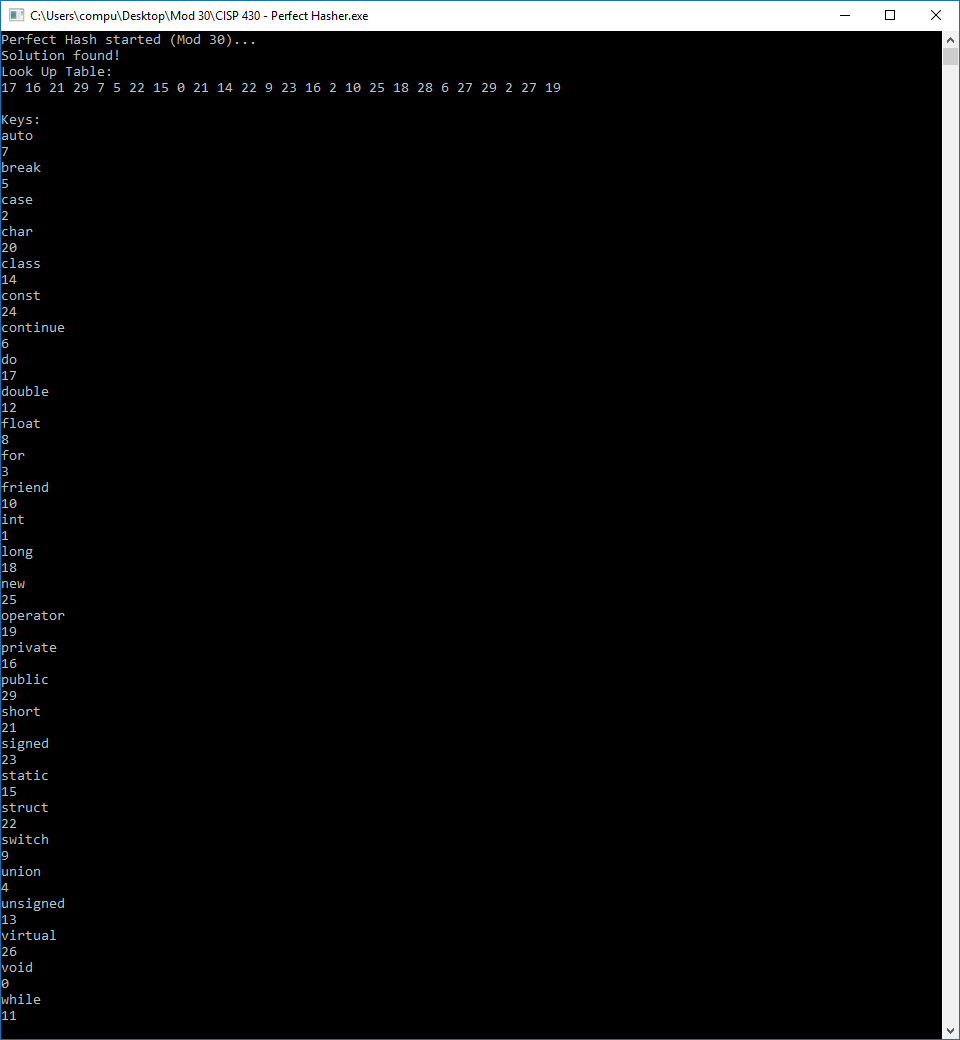 C:\Users\compu\Desktop\Mod 30\CISP 430 - Perfect Hasher.exe
Perfect Hash started (Mod 30)...
Solution found!
Look Up Table:
17 16 21 29 7 5 22 15 0 21 14 22 9 23 16 2 10 25 18 28 6 27 29 2 27 19
Keys:
auto
7
break
5
case
2
char
20
class
14
const
24
continue
6
do
17
double
12
float
8
for
3
friend
10
int
1
long
18
new
25
operator
19
private
16
public
29
short
21
signed
23
static
15
struct
22
switch
9
union
4
unsigned
13
virtual
26
void
0
while
11